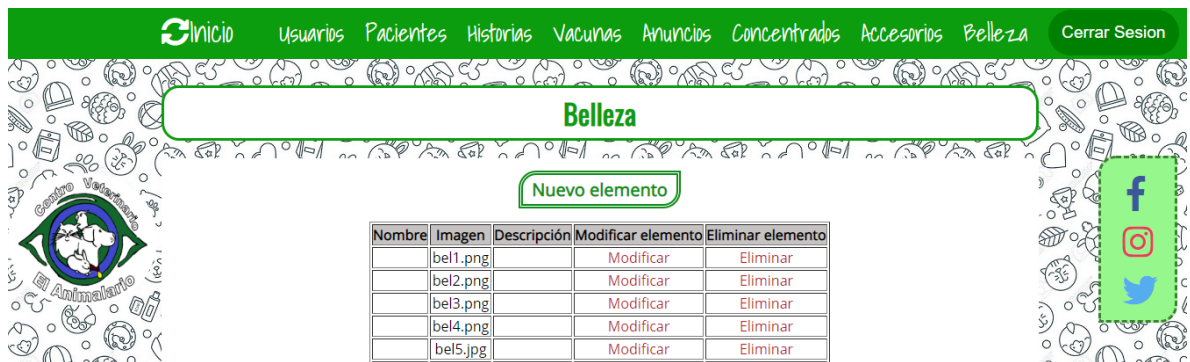 Inicio Usuarios Pacientes Historias Vacunas Anuncios Concentrados Accesorios Belleza Cerrar Sesion
Belleza
Centro Veterinario
El Animalario
Nuevo elemento
Nombre Imagen Descripción Modificar elemento Eliminar elemento
bel1.png Modificar Eliminar
bel2.png Modificar Eliminar
bel3.png Modificar Eliminar
bel4.png Modificar Eliminar
bel5.jpg Modificar Eliminar